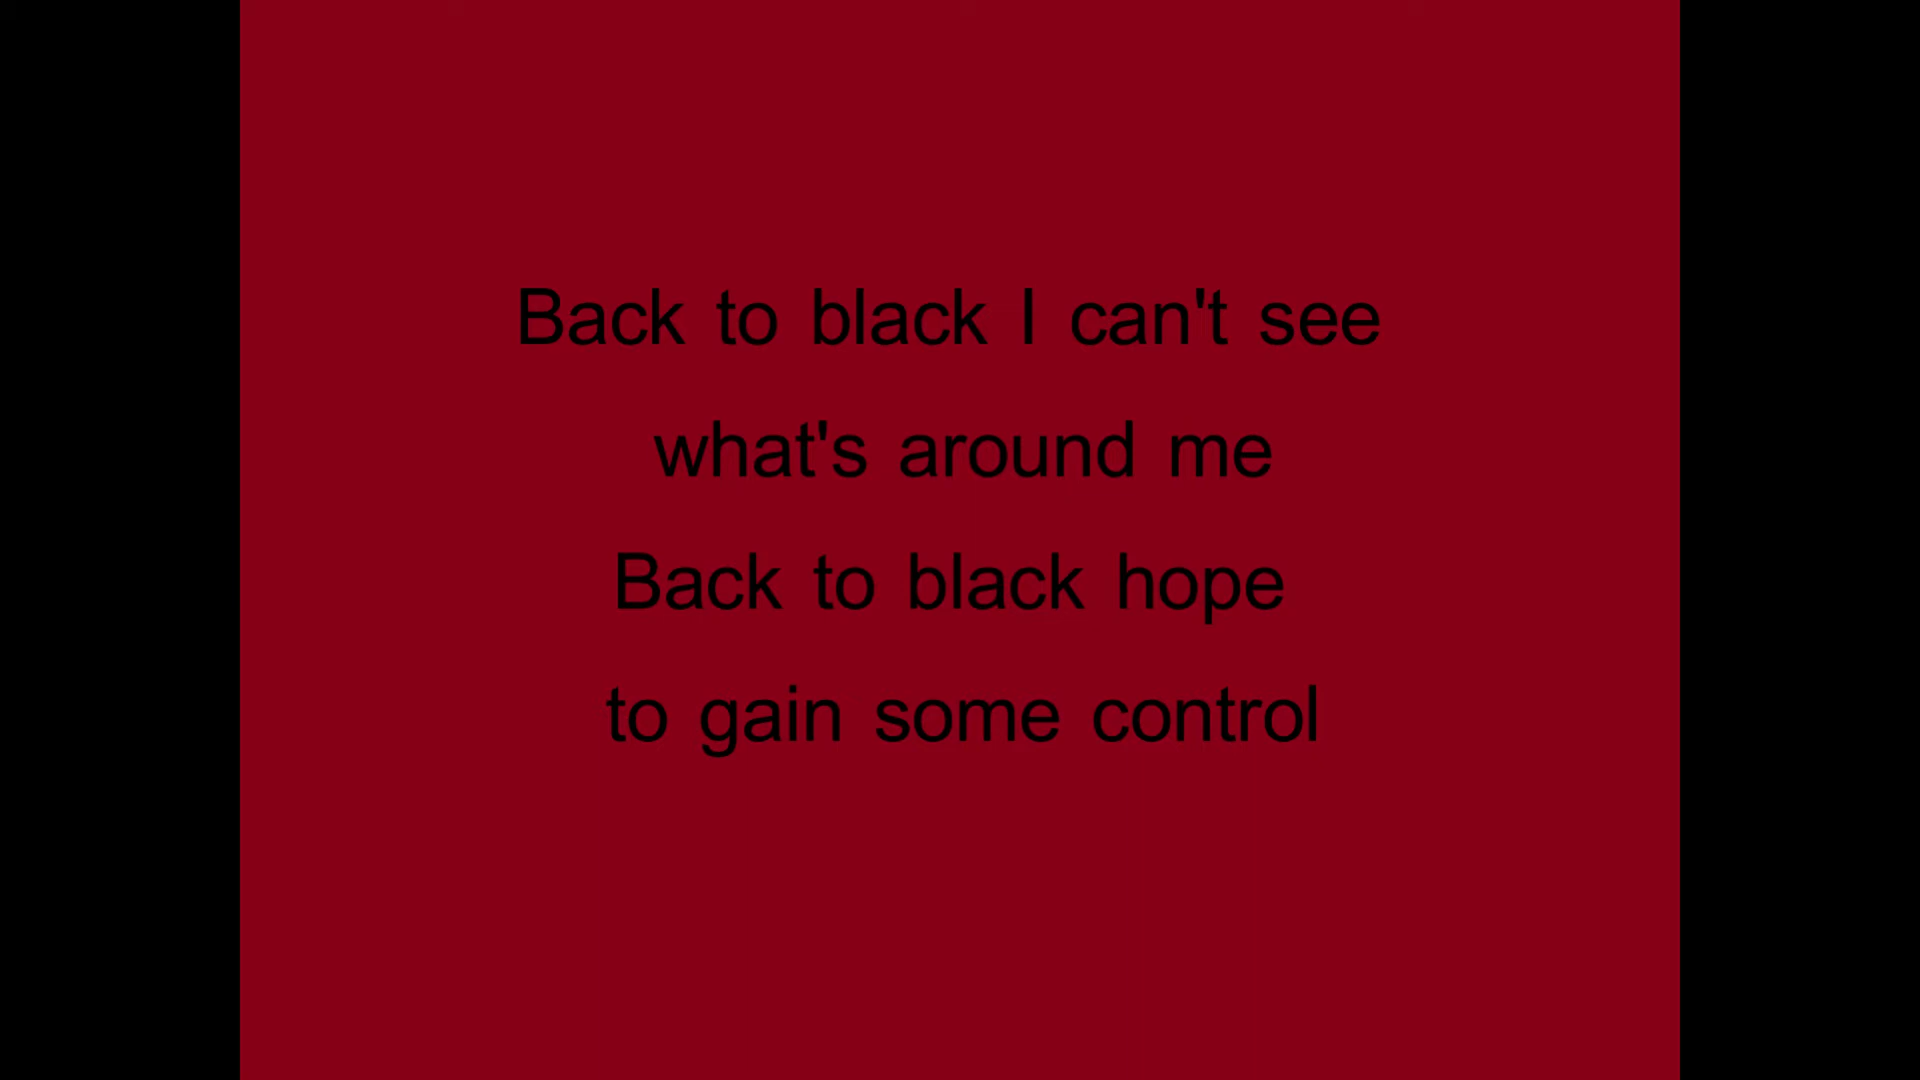 Back to black I can't see
what's around me
Back to black hope
to gain some control